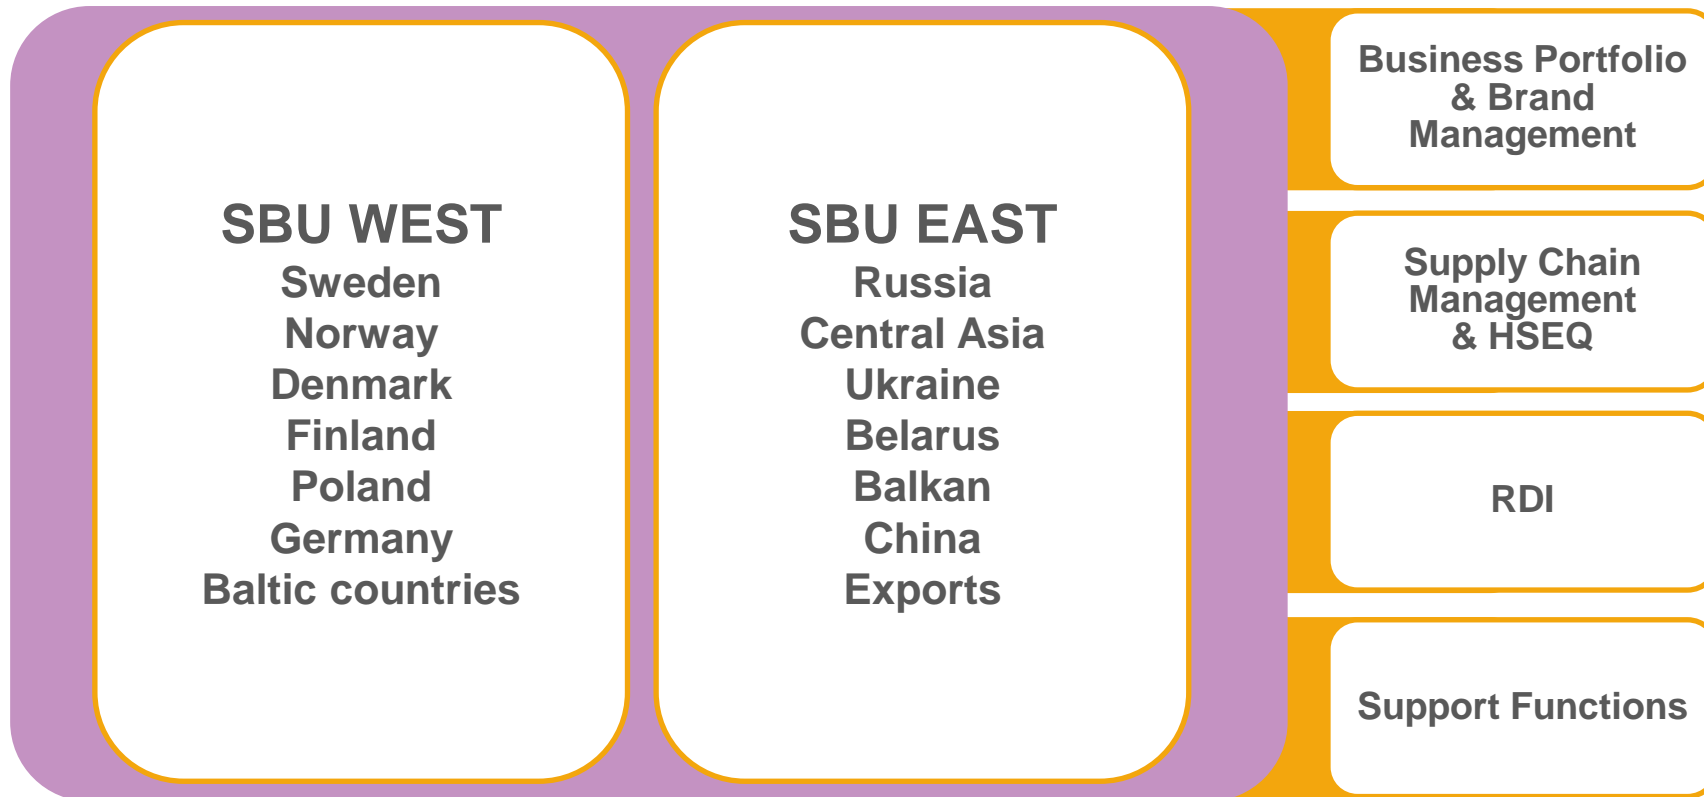 SBU WEST
Sweden
Norway
Denmark
Finland
Poland
Germany
Baltic countries
SBU EAST
Russia
Central Asia
Ukraine
Belarus
Balkan
China
Exports
Business Portfolio
& Brand
Management
Supply Chain
Management
& HSEQ
RDI
Support Functions